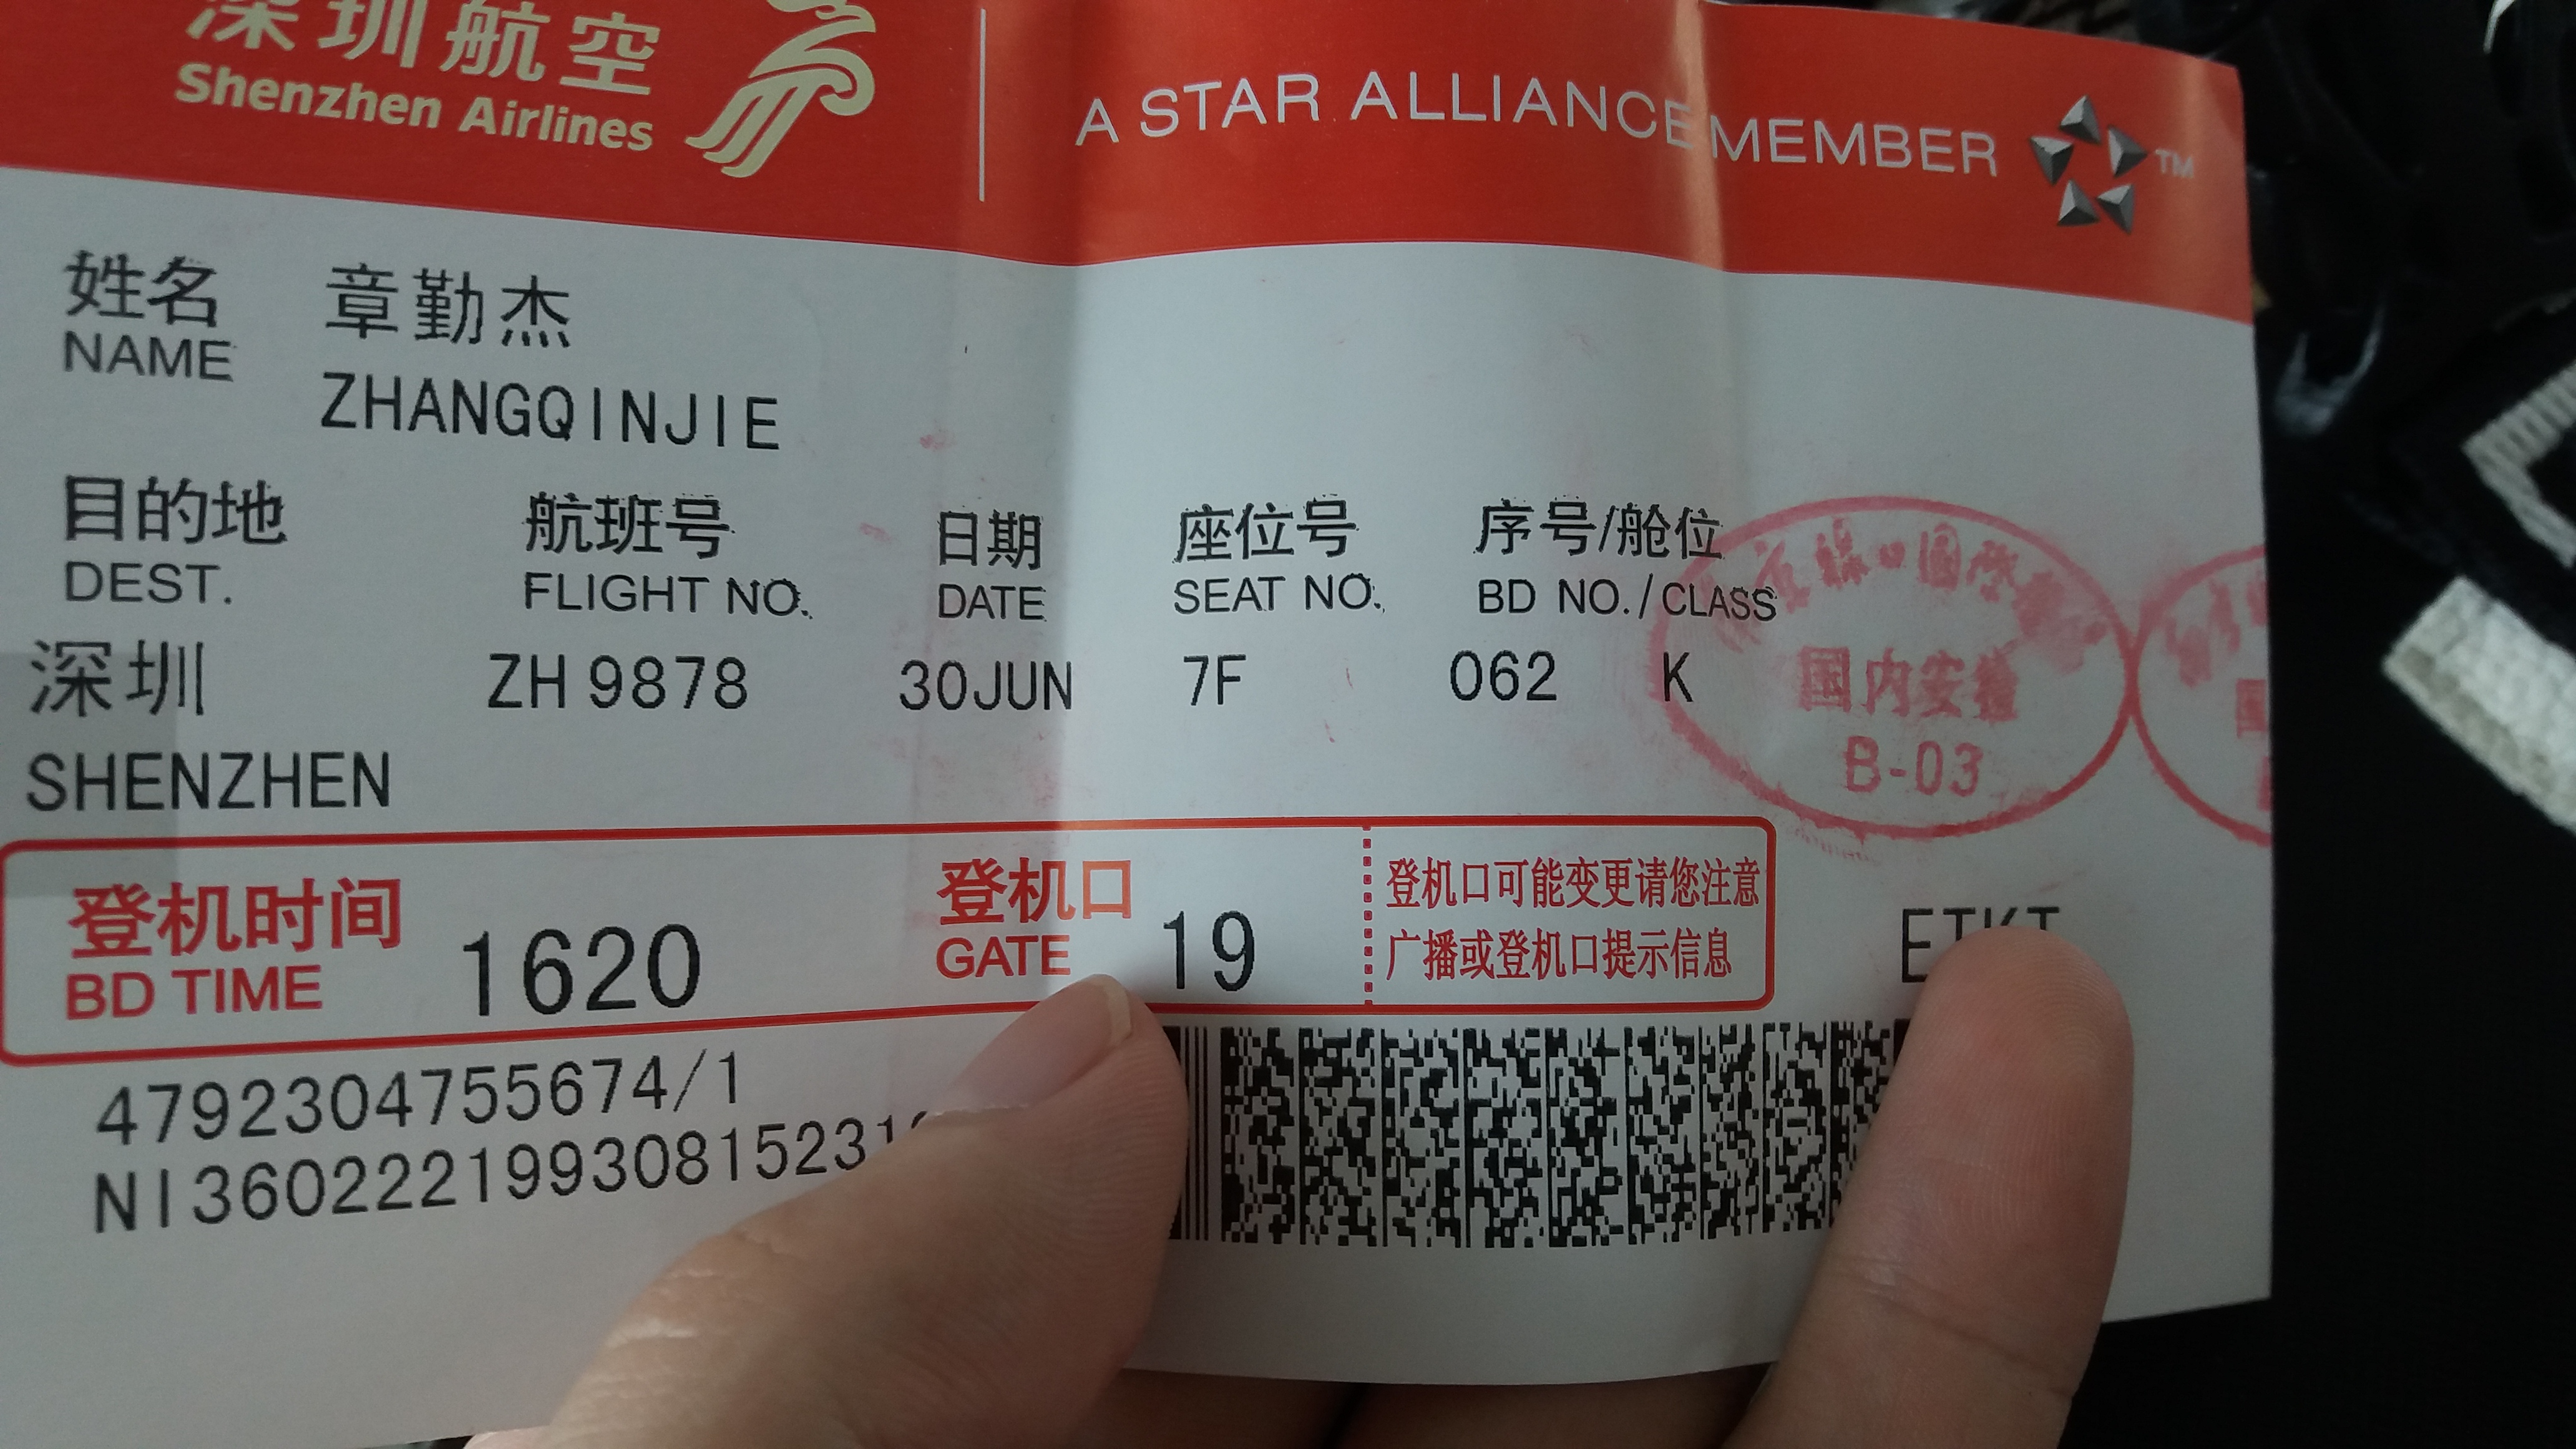 深圳航空
Shenzhen Airlines
A STAR ALLIANCE MEMBER
TM
姓名 章勤杰
NAME ZHANGQINJIE
目的地 航班号 日期 座位号 序号/舱位
DEST. FLIGHT NO. DATE SEAT NO. BD NO./CLASS
深圳 ZH 9878 30JUN 7F 062 K
SHENZHEN
国内安检
B-03
登机时间 1620 登机口 19
BD TIME GATE
登机口可能变更请您注意
广播或登机口提示信息
ETKT
4792304755674/1
NI36022219930815231